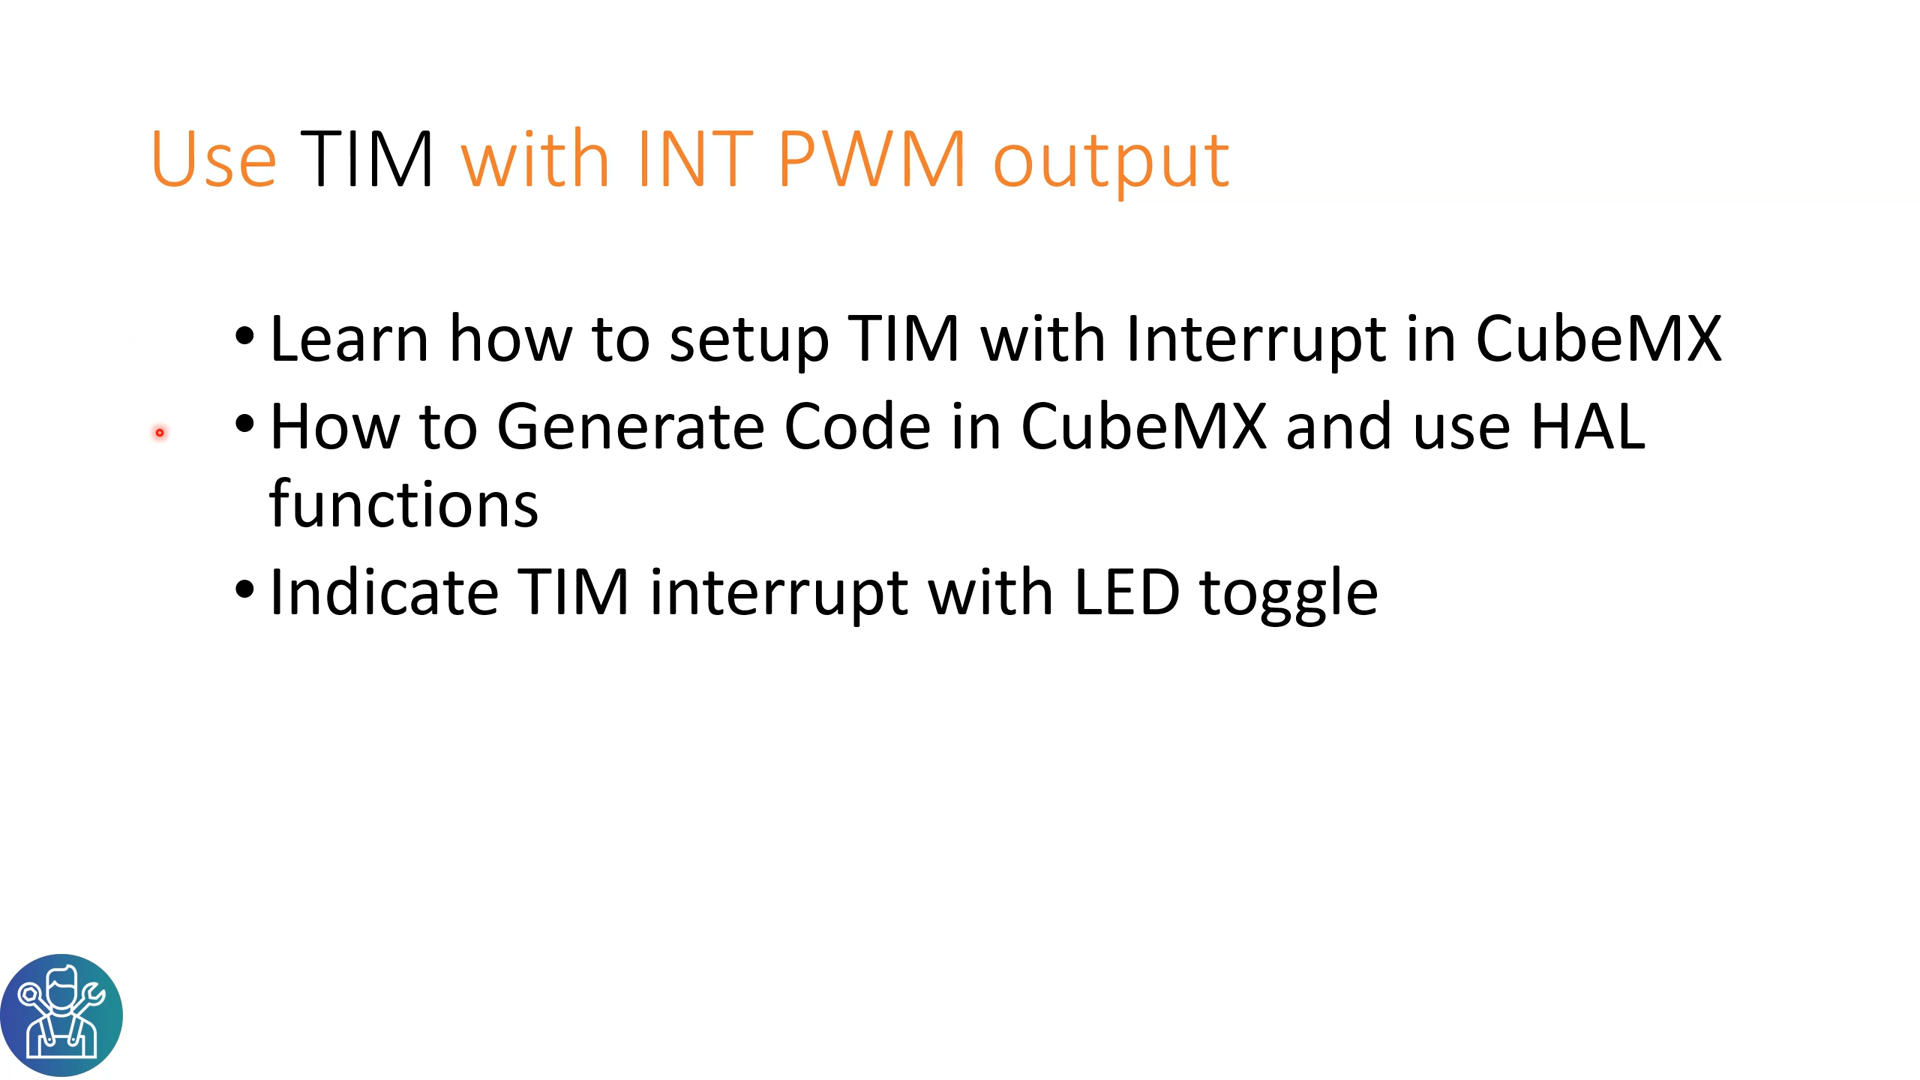 Use TIM with INT PWM output
• Learn how to setup TIM with Interrupt in CubeMX
• How to Generate Code in CubeMX and use HAL
functions
• Indicate TIM interrupt with LED toggle